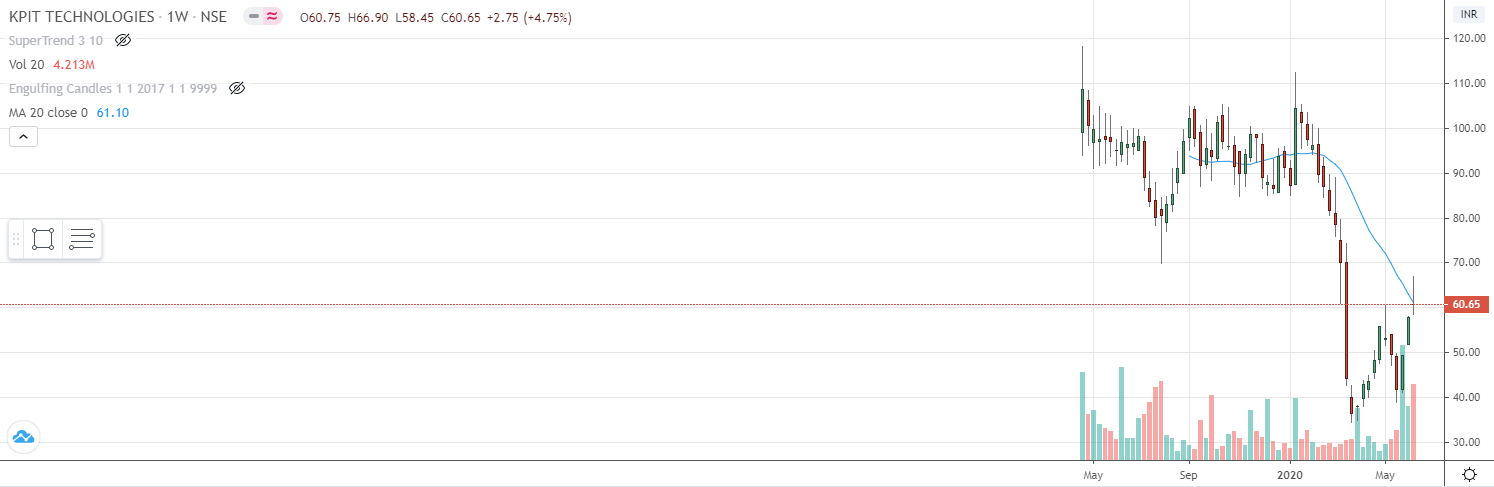 KPIT TECHNOLOGIES · 1W · NSE O60.75 H66.90 L58.45 C60.65 +2.75 (+4.75%)
SuperTrend 3 10
Vol 20 4.213M
Engulfing Candles 1 1 2017 1 1 9999
MA 20 close 0 61.10
INR
120.00
110.00
100.00
90.00
80.00
70.00
60.65
50.00
40.00
30.00
May Sep 2020 May